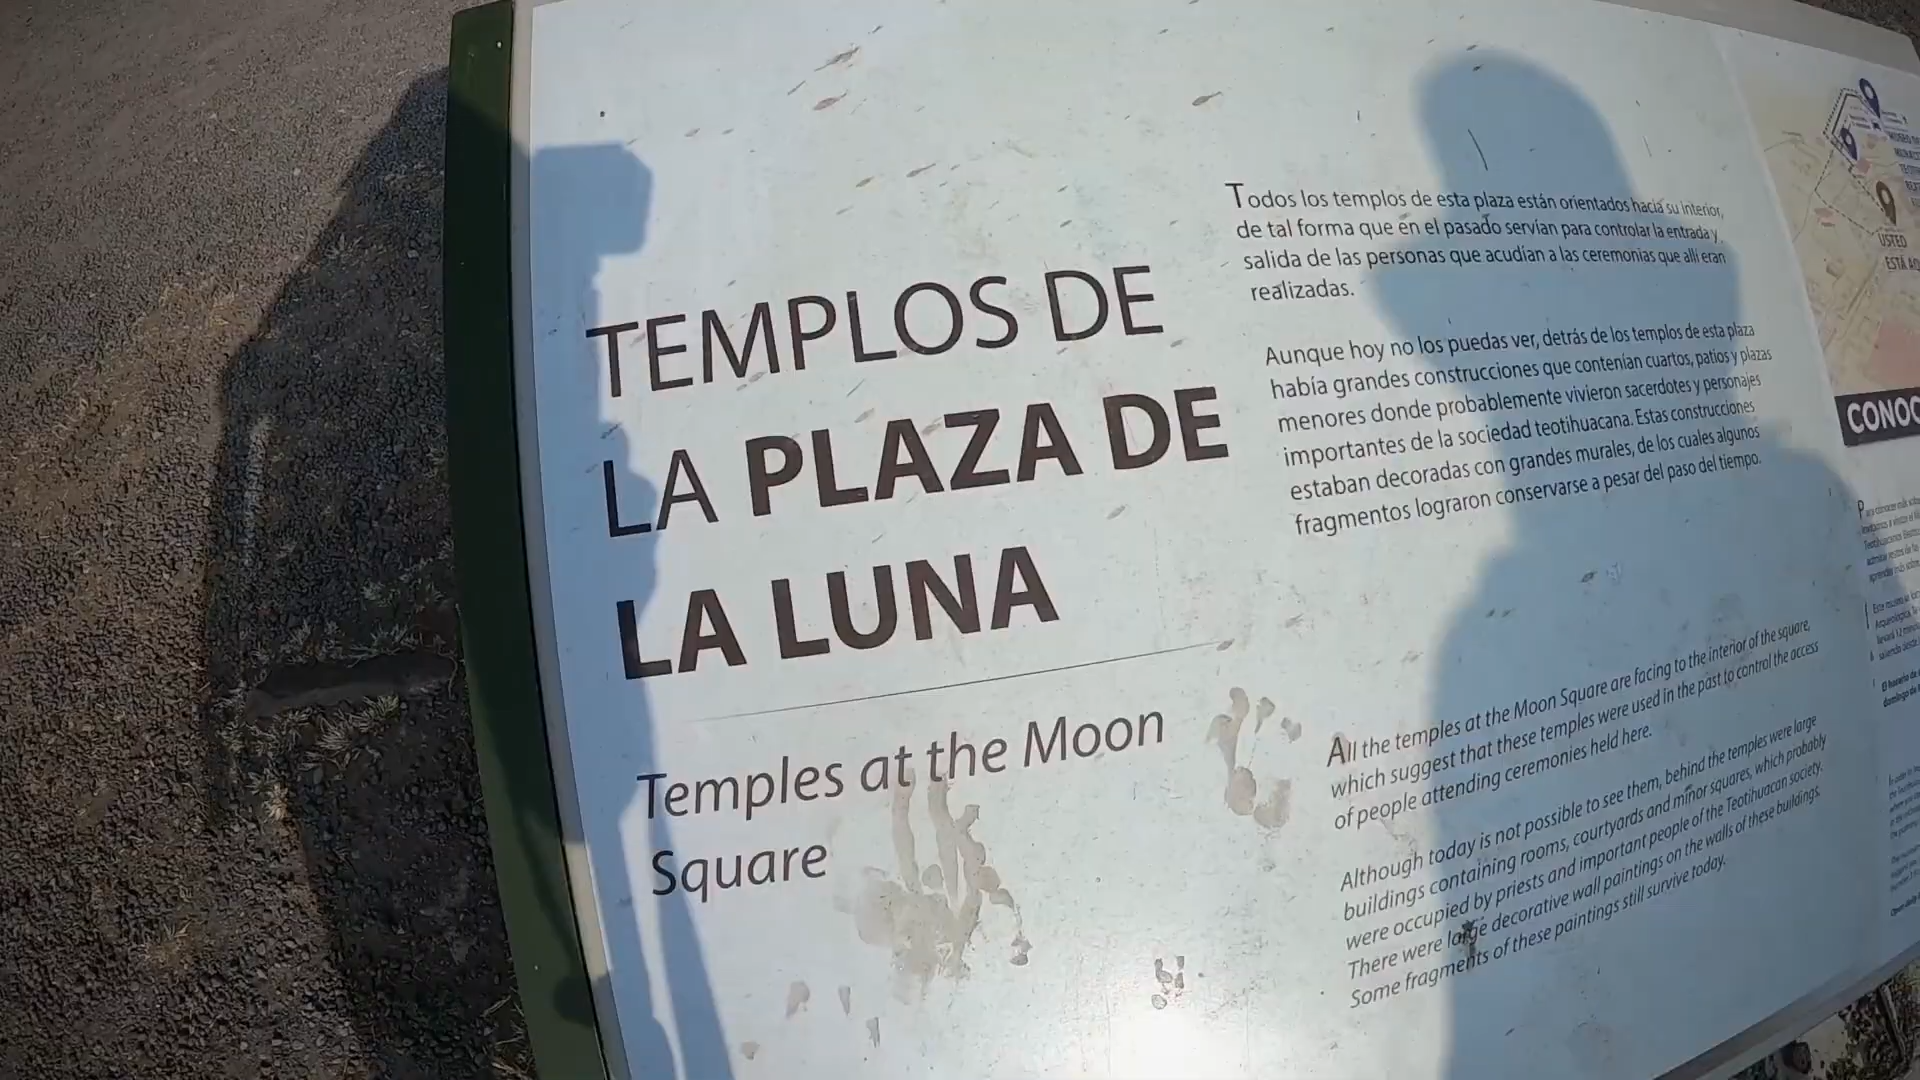 TEMPLOS DE
LA PLAZA DE
LA LUNA
Temples at the Moon
Square
Todos los templos de esta plaza están orientados hacia su interior,
de tal forma que en el pasado servían para controlar la entrada y
salida de las personas que acudían a las ceremonias que allí eran
realizadas.
Aunque hoy no los puedas ver, detrás de los templos de esta plaza
había grandes construcciones que contenían cuartos, patios y plazas
menores donde probablemente vivieron sacerdotes y personajes
importantes de la sociedad teotihuacana. Estas construcciones
estaban decoradas con grandes murales, de los cuales algunos
fragmentos lograron conservarse a pesar del paso del tiempo.
All the temples at the Moon Square are facing to the interior of the square,
which suggest that these temples were used in the past to control the access
of people attending ceremonies held here.
Although today is not possible to see them, behind the temples were large
buildings containing rooms, courtyards and minor squares, which probably
were occupied by priests and important people of the Teotihuacan society.
There were large decorative wall paintings on the walls of these buildings.
Some fragments of these paintings still survive today.
USTED
ESTÁ AQ
CONOC